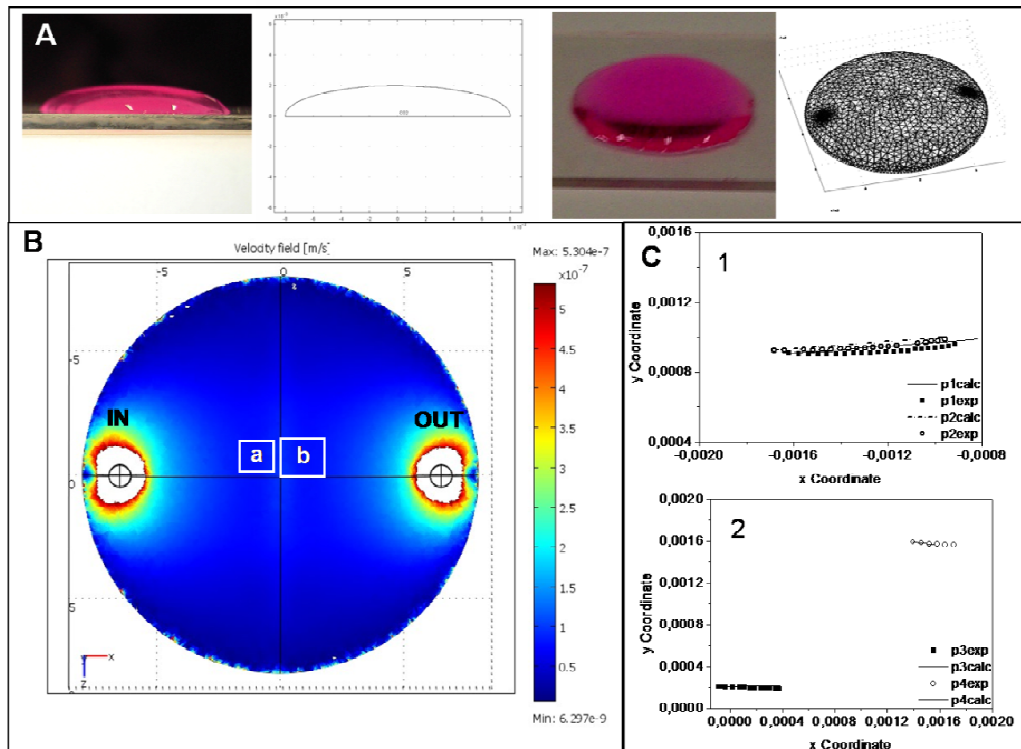 A
B
Velocity field [m/s]
Max: 5.304e-7
×10⁻⁷
-5 0 5
5
4.5
4
3.5
3
2.5
2
1.5
1
0.5
Min: 6.297e-9
IN
OUT
a
b
0
5
x
z
C
1
y Coordinate
0,0016
0,0012
0,0008
0,0004
p1calc
p1exp
p2calc
p2exp
-0,0020 -0,0016 -0,0012 -0,0008
x Coordinate
2
y Coordinate
0,0020
0,0016
0,0012
0,0008
0,0004
0,0000
p3exp
p3calc
p4exp
p4calc
0,0000 0,0004 0,0008 0,0012 0,0016 0,0020
x Coordinate